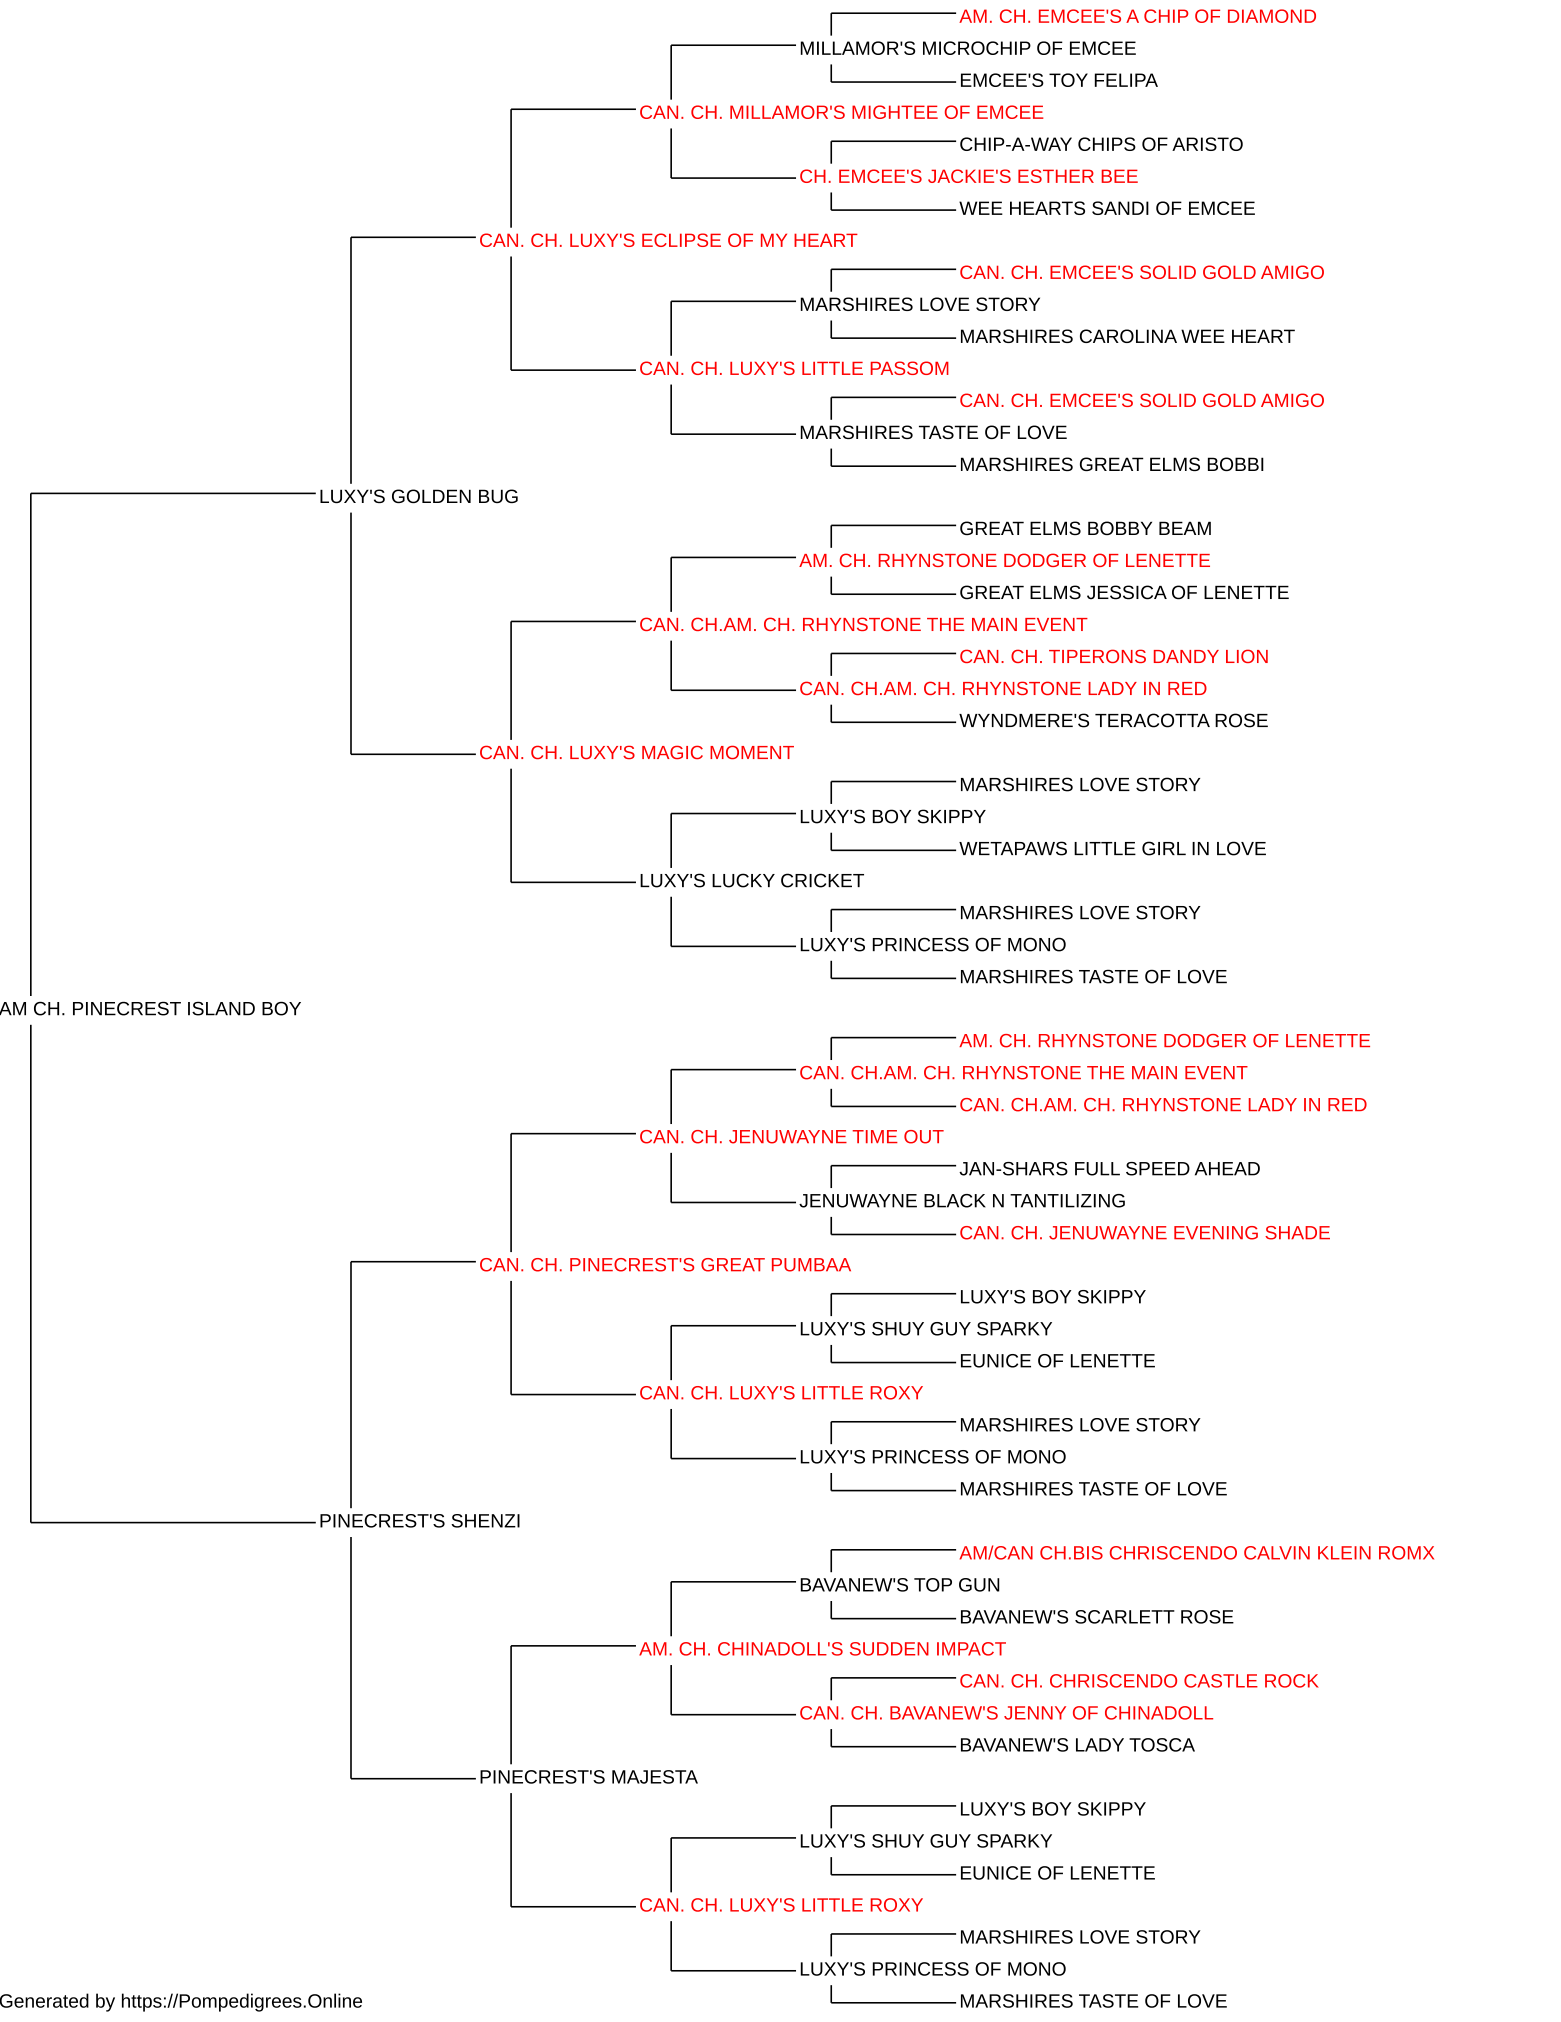 AM. CH. EMCEE'S A CHIP OF DIAMOND
MILLAMOR'S MICROCHIP OF EMCEE
EMCEE'S TOY FELIPA
CAN. CH. MILLAMOR'S MIGHTEE OF EMCEE
CHIP-A-WAY CHIPS OF ARISTO
CH. EMCEE'S JACKIE'S ESTHER BEE
WEE HEARTS SANDI OF EMCEE
CAN. CH. LUXY'S ECLIPSE OF MY HEART
CAN. CH. EMCEE'S SOLID GOLD AMIGO
MARSHIRES LOVE STORY
MARSHIRES CAROLINA WEE HEART
CAN. CH. LUXY'S LITTLE PASSOM
CAN. CH. EMCEE'S SOLID GOLD AMIGO
MARSHIRES TASTE OF LOVE
MARSHIRES GREAT ELMS BOBBI
LUXY'S GOLDEN BUG
GREAT ELMS BOBBY BEAM
AM. CH. RHYNSTONE DODGER OF LENETTE
GREAT ELMS JESSICA OF LENETTE
CAN. CH.AM. CH. RHYNSTONE THE MAIN EVENT
CAN. CH. TIPERONS DANDY LION
CAN. CH.AM. CH. RHYNSTONE LADY IN RED
WYNDMERE'S TERACOTTA ROSE
CAN. CH. LUXY'S MAGIC MOMENT
MARSHIRES LOVE STORY
LUXY'S BOY SKIPPY
WETAPAWS LITTLE GIRL IN LOVE
LUXY'S LUCKY CRICKET
MARSHIRES LOVE STORY
LUXY'S PRINCESS OF MONO
MARSHIRES TASTE OF LOVE
AM CH. PINECREST ISLAND BOY
AM. CH. RHYNSTONE DODGER OF LENETTE
CAN. CH.AM. CH. RHYNSTONE THE MAIN EVENT
CAN. CH.AM. CH. RHYNSTONE LADY IN RED
CAN. CH. JENUWAYNE TIME OUT
JAN-SHARS FULL SPEED AHEAD
JENUWAYNE BLACK N TANTILIZING
CAN. CH. JENUWAYNE EVENING SHADE
CAN. CH. PINECREST'S GREAT PUMBAA
LUXY'S BOY SKIPPY
LUXY'S SHUY GUY SPARKY
EUNICE OF LENETTE
CAN. CH. LUXY'S LITTLE ROXY
MARSHIRES LOVE STORY
LUXY'S PRINCESS OF MONO
MARSHIRES TASTE OF LOVE
PINECREST'S SHENZI
AM/CAN CH.BIS CHRISCENDO CALVIN KLEIN ROMX
BAVANEW'S TOP GUN
BAVANEW'S SCARLETT ROSE
AM. CH. CHINADOLL'S SUDDEN IMPACT
CAN. CH. CHRISCENDO CASTLE ROCK
CAN. CH. BAVANEW'S JENNY OF CHINADOLL
BAVANEW'S LADY TOSCA
PINECREST'S MAJESTA
LUXY'S BOY SKIPPY
LUXY'S SHUY GUY SPARKY
EUNICE OF LENETTE
CAN. CH. LUXY'S LITTLE ROXY
MARSHIRES LOVE STORY
LUXY'S PRINCESS OF MONO
MARSHIRES TASTE OF LOVE
Generated by https://Pompedigrees.Online